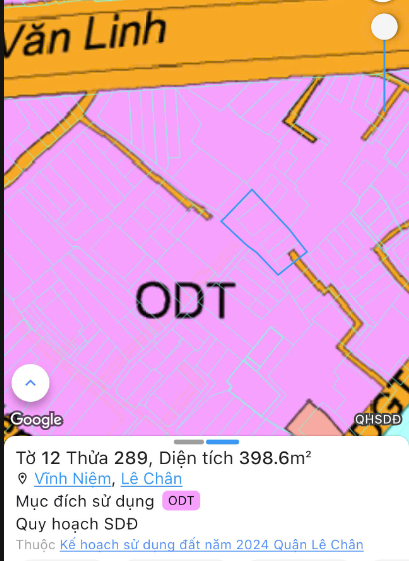 Văn Linh
ODT
Google
QHSDĐ
Tờ 12 Thửa 289, Diện tích 398.6m²
Vĩnh Niệm, Lê Chân
Mục đích sử dụng ODT
Quy hoạch SDĐ
Thuộc Kế hoạch sử dụng đất năm 2024 Quận Lê Chân